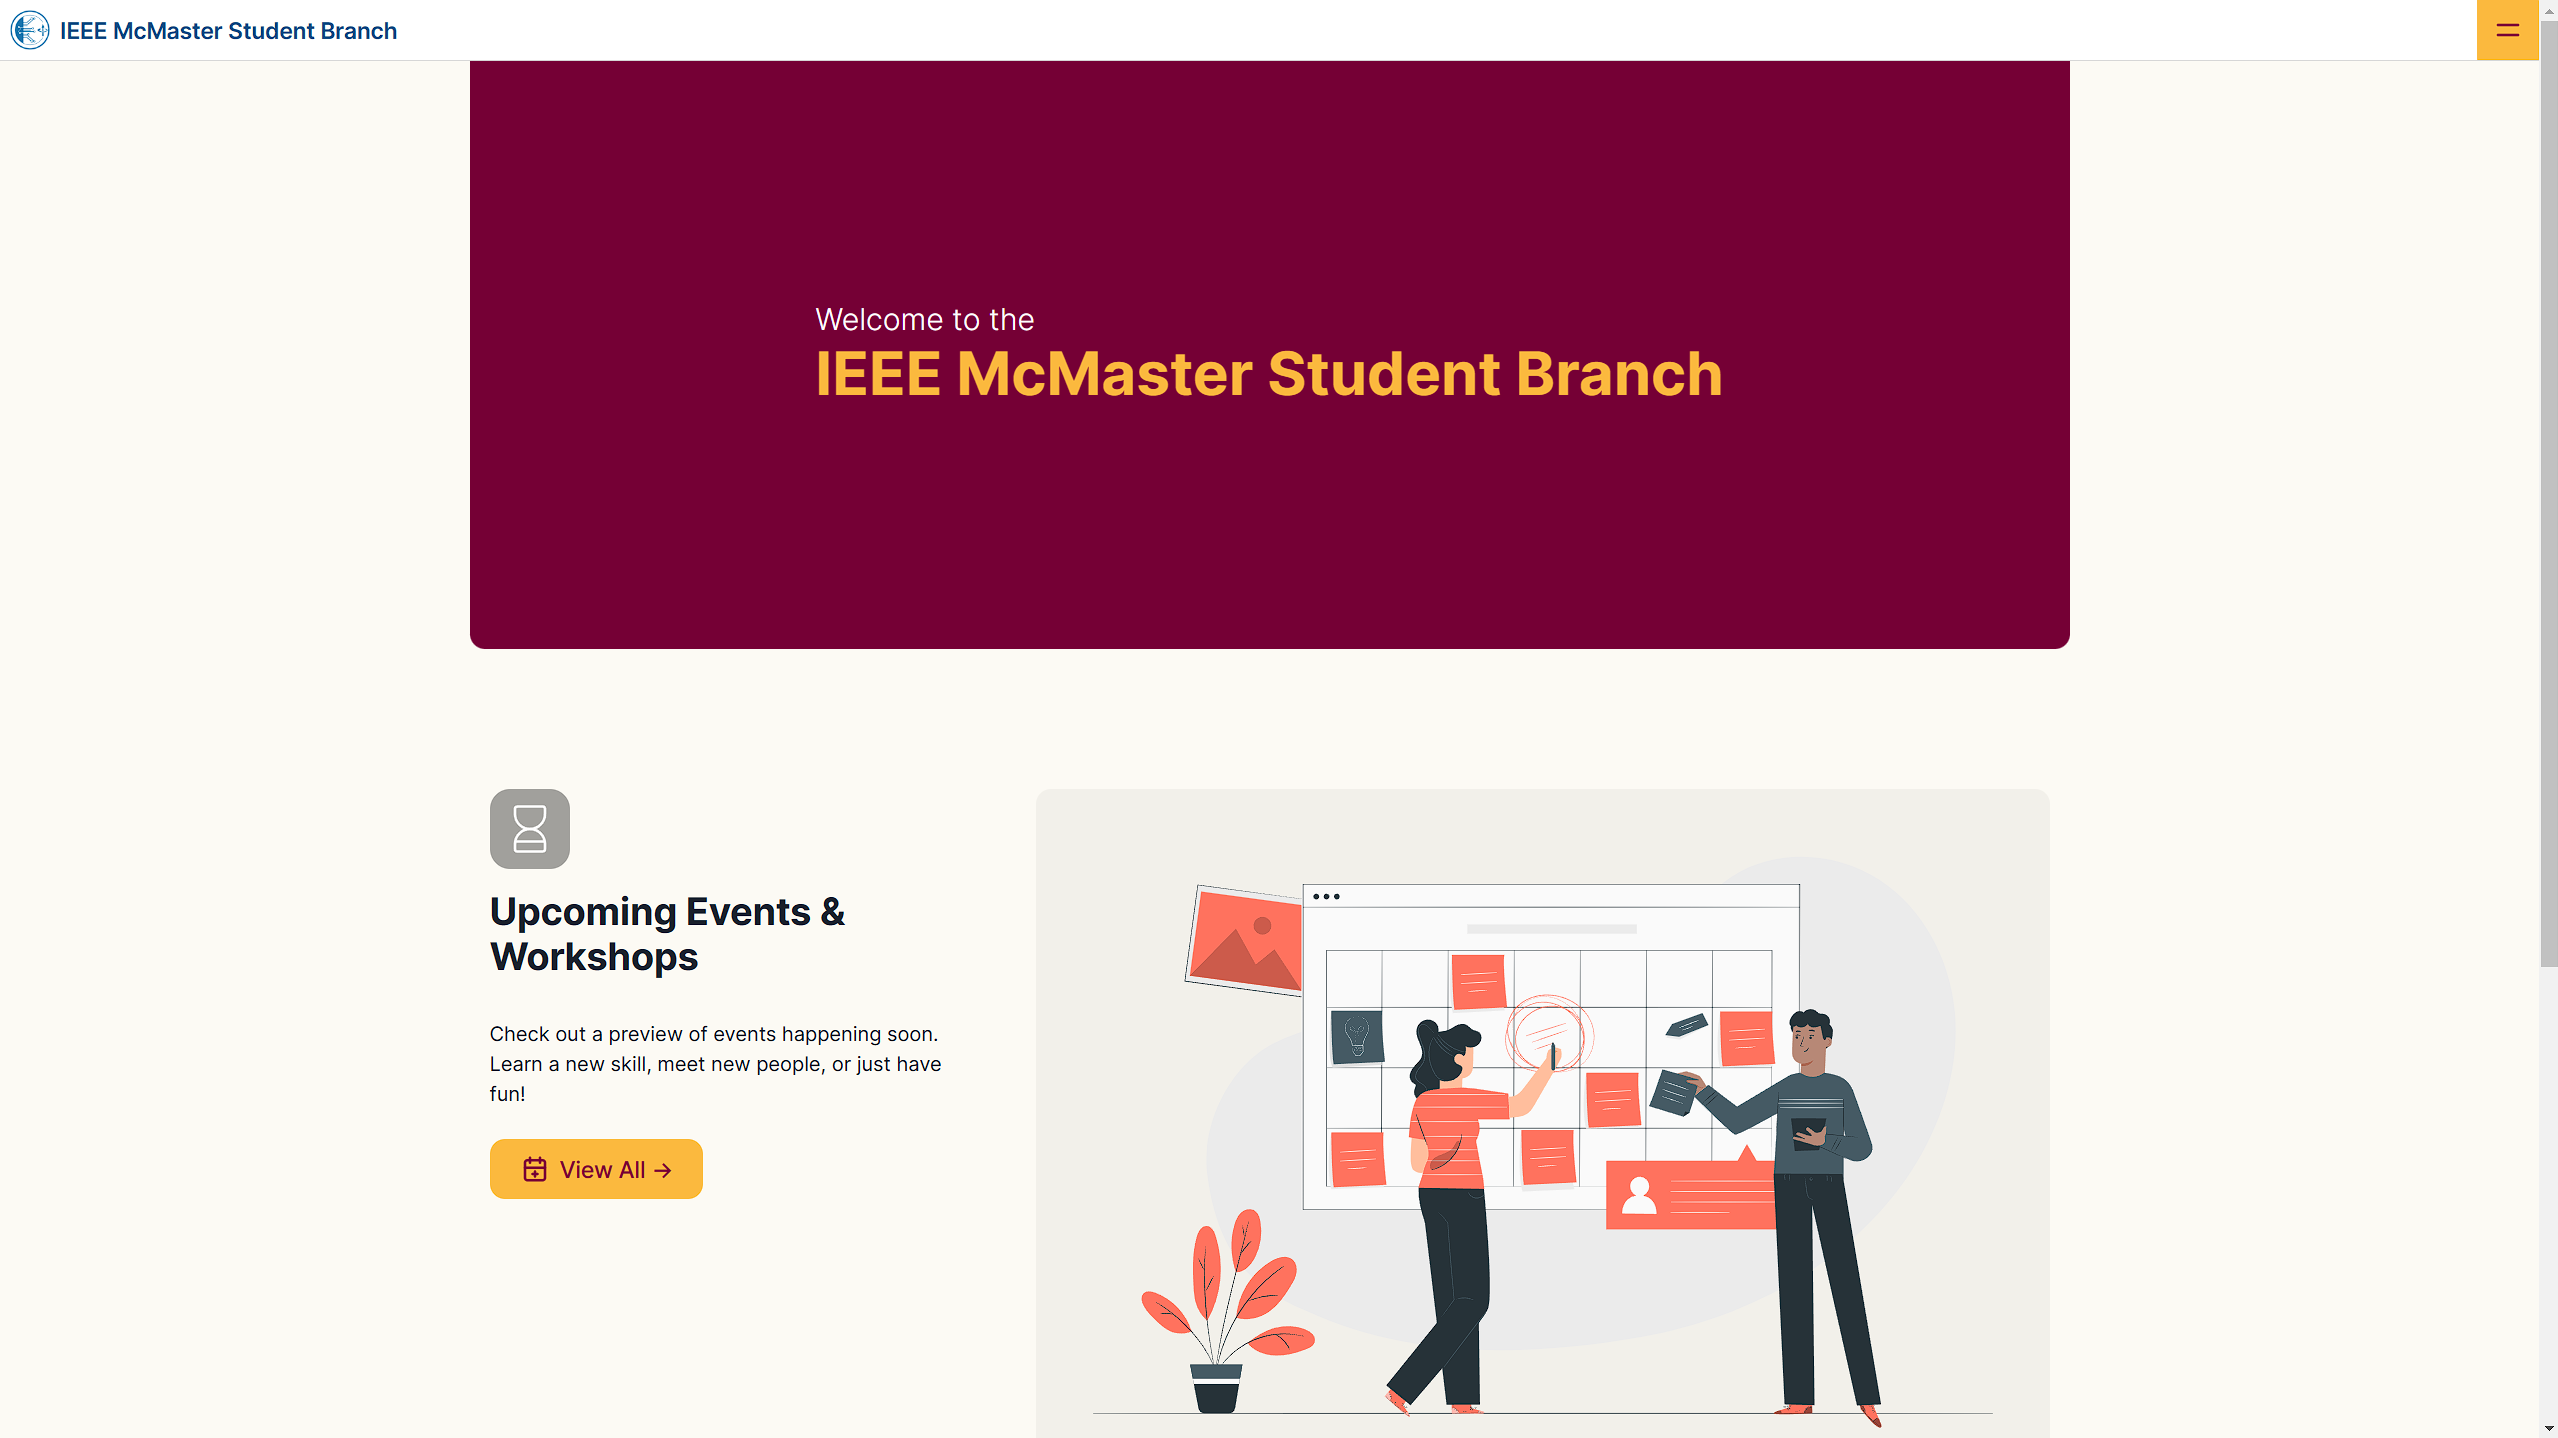 IEEE McMaster Student Branch
Welcome to the
IEEE McMaster Student Branch
Upcoming Events &
Workshops
Check out a preview of events happening soon.
Learn a new skill, meet new people, or just have
fun!
View All →